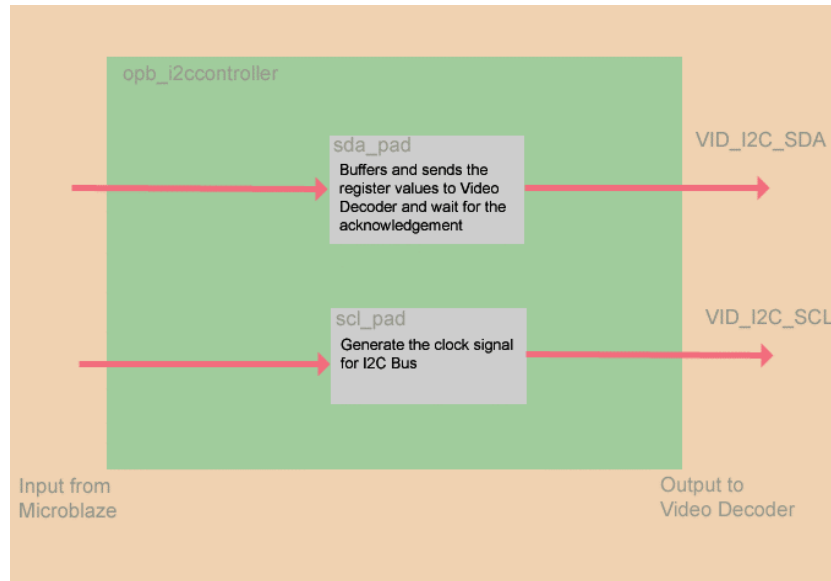 opb_i2ccontroller
sda_pad
Buffers and sends the
register values to Video
Decoder and wait for the
acknowledgement
VID_I2C_SDA
scl_pad
Generate the clock signal
for I2C Bus
VID_I2C_SCL
Input from
Microblaze
Output to
Video Decoder